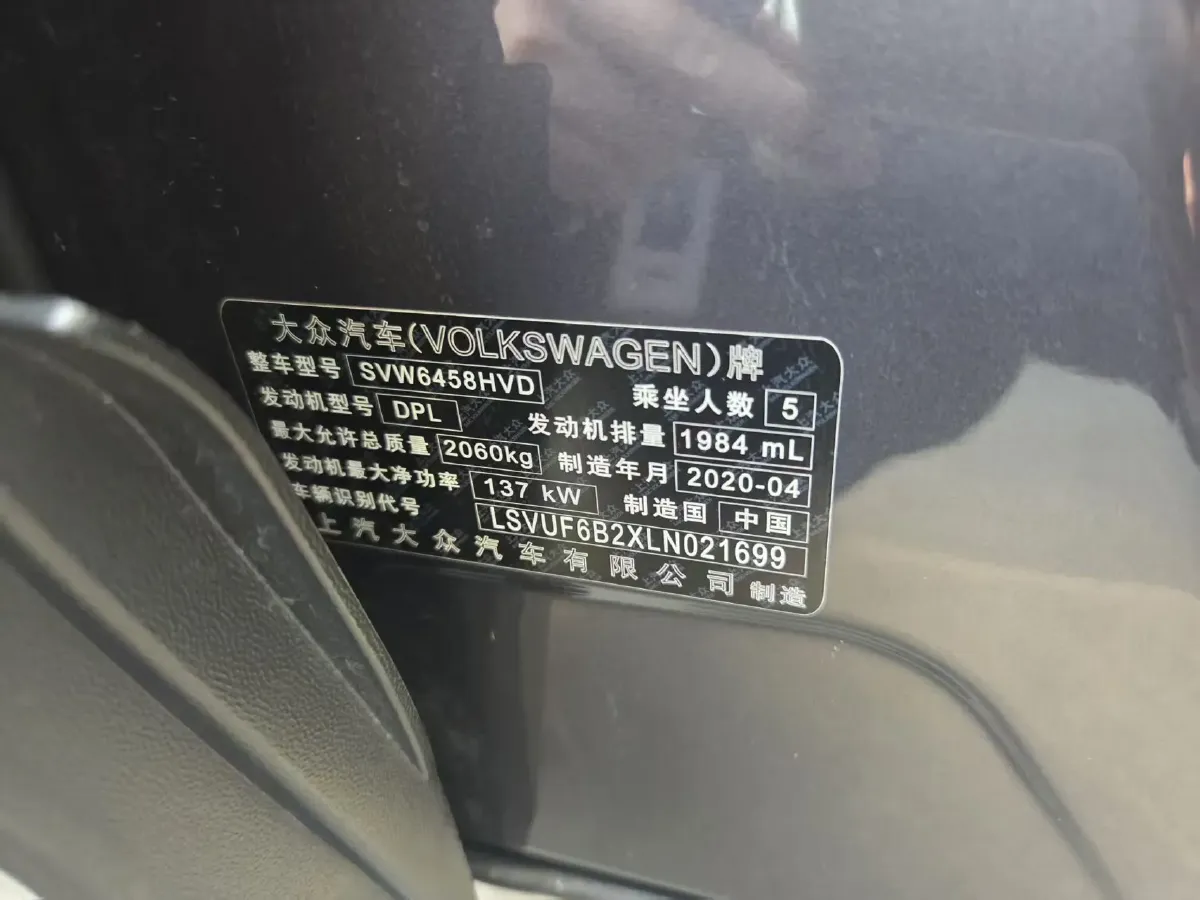 大众汽车(VOLKSWAGEN)牌
整车型号 SVW6458HVD 乘坐人数 5
发动机型号 DPL 发动机排量 1984 mL
最大允许总质量 2060kg 制造年月 2020-04
发动机最大净功率 137 kW 制造国 中国
车辆识别代号 LSVUF6B2XLN021699
上汽大众汽车有限公司 制造